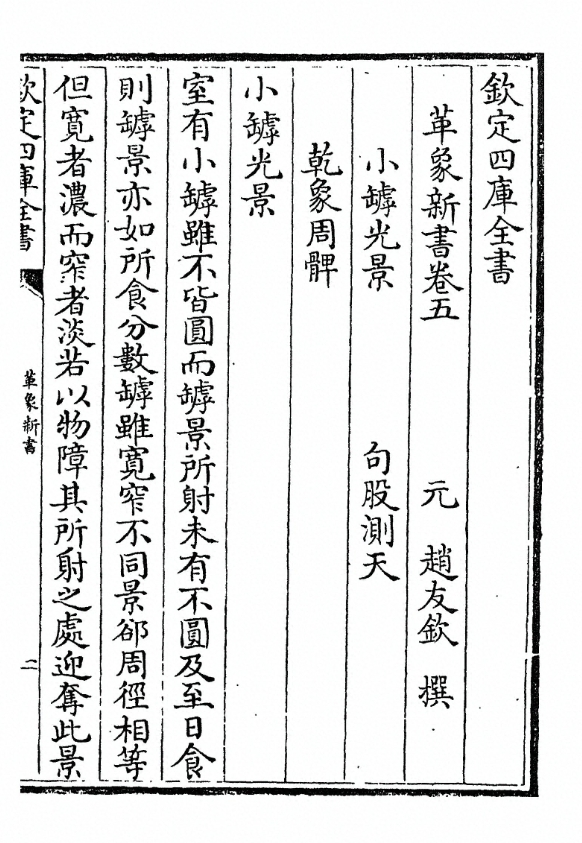 欽定四庫全書
革象新書卷五
元　趙友欽　撰
小罅光景　句股測天
乾象周髀
小罅光景
室有小罅雖不皆圓而罅景所射未有不圓及至日食
則罅景亦如所食分數罅雖寛窄不同景郤周徑相等
但寛者濃而窄者淡若以物障其所射之處迎奪此景
欽定四庫全書
革象新書